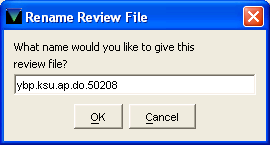 Rename Review File
What name would you like to give this
review file?
ybp.ksu.ap.do.50208
OK
Cancel